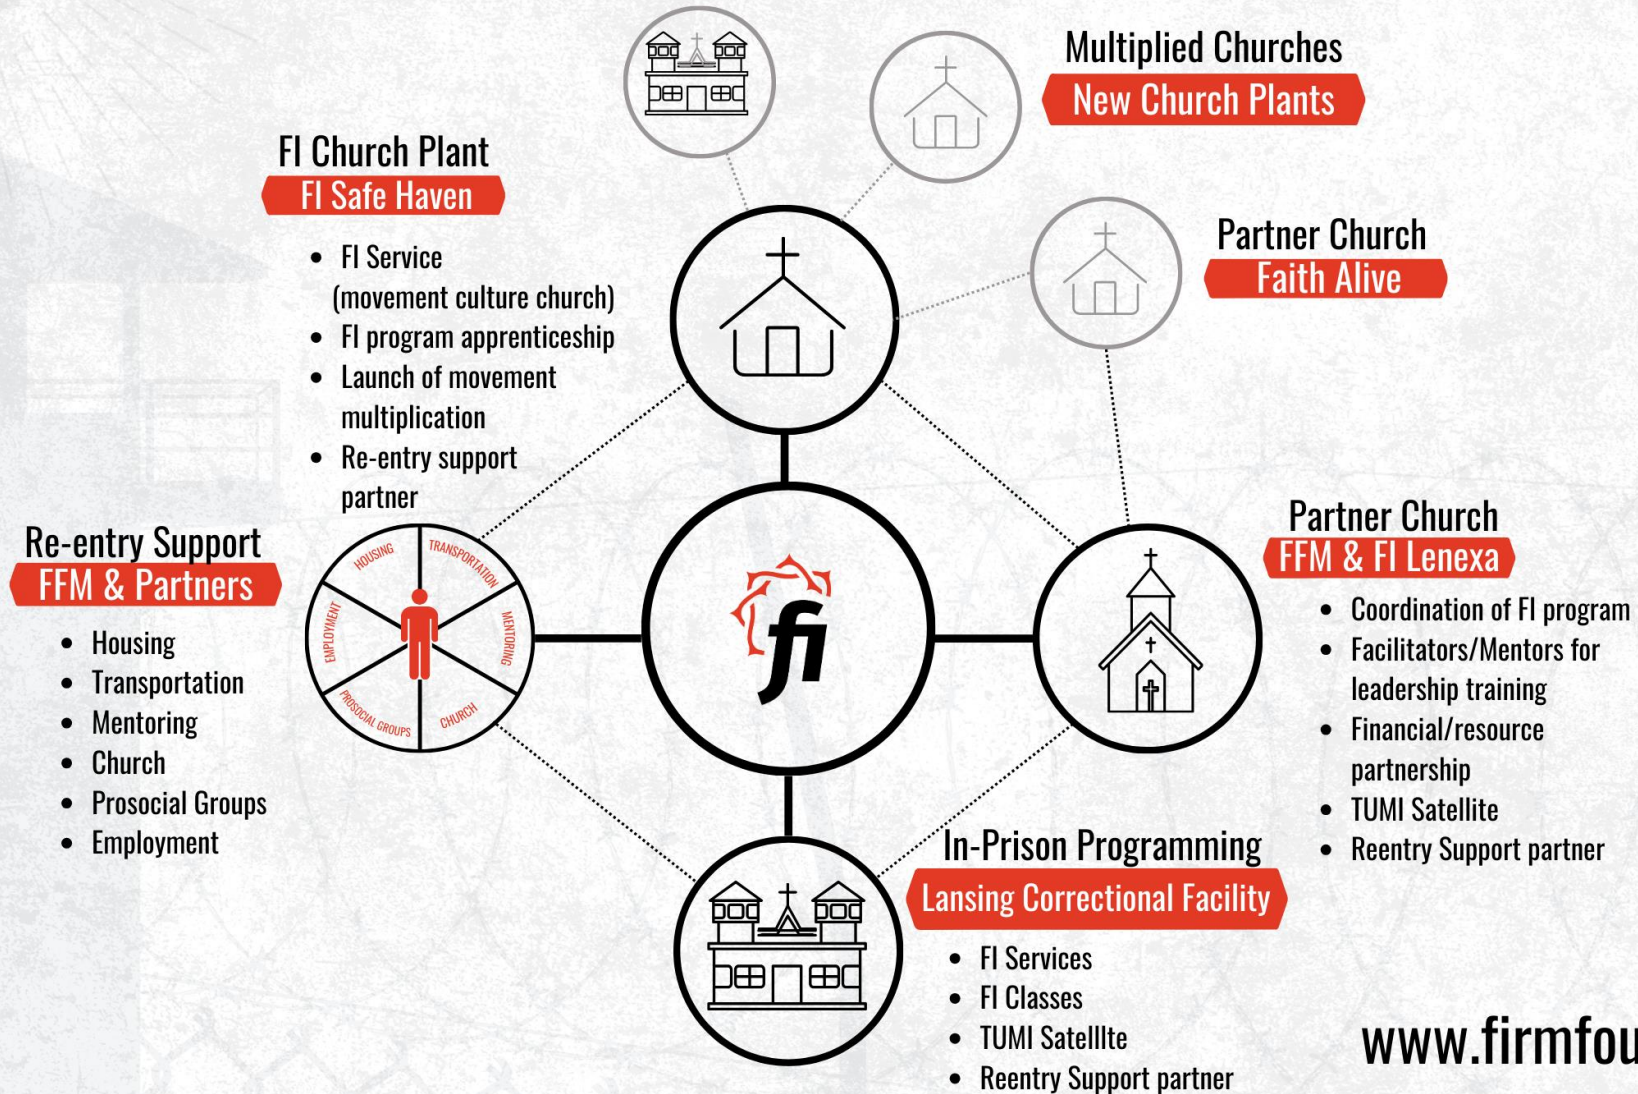 Multiplied Churches
New Church Plants
FI Church Plant
FI Safe Haven
• FI Service
(movement culture church)
• FI program apprenticeship
• Launch of movement
multiplication
• Re-entry support
partner
Partner Church
Faith Alive
Re-entry Support
FFM & Partners
• Housing
• Transportation
• Mentoring
• Church
• Prosocial Groups
• Employment
HOUSING
TRANSPORTATION
MENTORING
CHURCH
PROSOCIAL GROUPS
EMPLOYMENT
fi
Partner Church
FFM & FI Lenexa
• Coordination of FI program
• Facilitators/Mentors for
leadership training
• Financial/resource
partnership
• TUMI Satellite
• Reentry Support partner
In-Prison Programming
Lansing Correctional Facility
• FI Services
• FI Classes
• TUMI Satelllte
• Reentry Support partner
www.firmfou